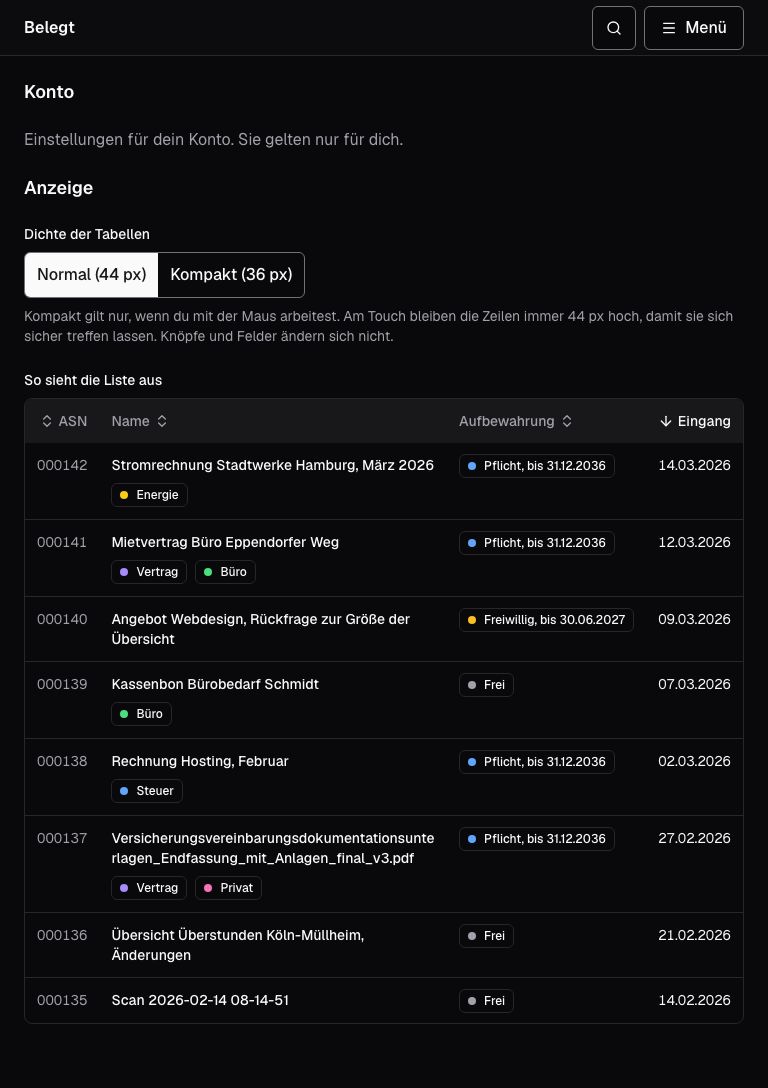 Belegt
Menü
Konto
Einstellungen für dein Konto. Sie gelten nur für dich.
Anzeige
Dichte der Tabellen
Normal (44 px) Kompakt (36 px)
Kompakt gilt nur, wenn du mit der Maus arbeitest. Am Touch bleiben die Zeilen immer 44 px hoch, damit sie sich
sicher treffen lassen. Knöpfe und Felder ändern sich nicht.
So sieht die Liste aus
ASN Name Aufbewahrung Eingang
000142 Stromrechnung Stadtwerke Hamburg, März 2026 Pflicht, bis 31.12.2036 14.03.2026
Energie
000141 Mietvertrag Büro Eppendorfer Weg Pflicht, bis 31.12.2036 12.03.2026
Vertrag Büro
000140 Angebot Webdesign, Rückfrage zur Größe der Freiwillig, bis 30.06.2027 09.03.2026
Übersicht
000139 Kassenbon Bürobedarf Schmidt Frei 07.03.2026
Büro
000138 Rechnung Hosting, Februar Pflicht, bis 31.12.2036 02.03.2026
Steuer
000137 Versicherungsvereinbarungsdokumentationsunte Pflicht, bis 31.12.2036 27.02.2026
rlagen_Endfassung_mit_Anlagen_final_v3.pdf
Vertrag Privat
000136 Übersicht Überstunden Köln-Müllheim, Frei 21.02.2026
Änderungen
000135 Scan 2026-02-14 08-14-51 Frei 14.02.2026